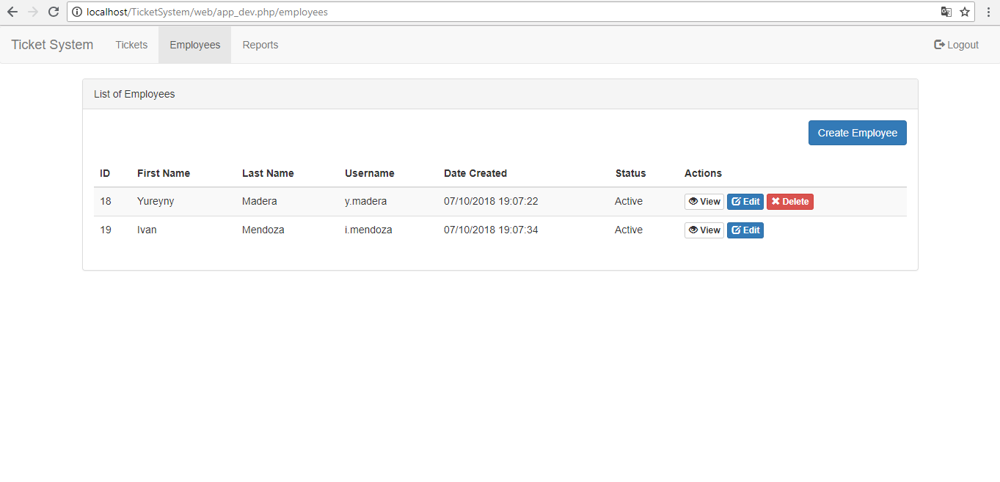 localhost/TicketSystem/web/app_dev.php/employees
Ticket System Tickets Employees Reports Logout
List of Employees
Create Employee
ID First Name Last Name Username Date Created Status Actions
18 Yureyny Madera y.madera 07/10/2018 19:07:22 Active View Edit Delete
19 Ivan Mendoza i.mendoza 07/10/2018 19:07:34 Active View Edit